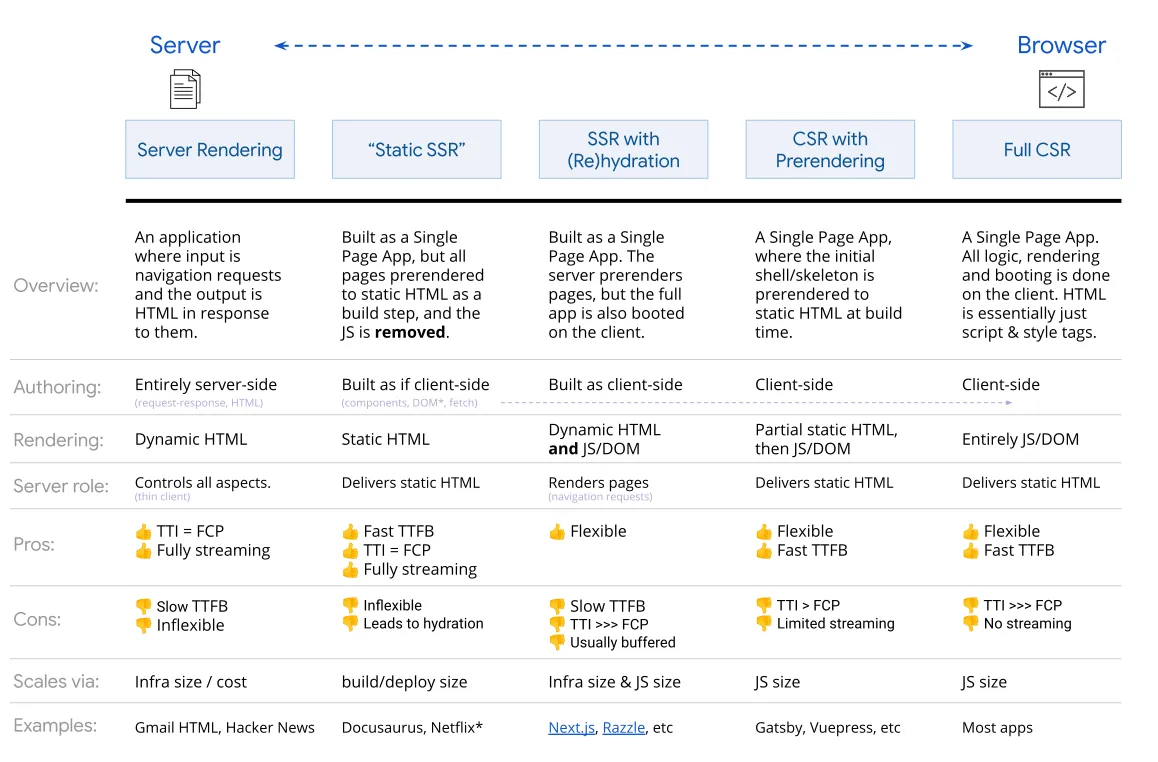 Server
Browser
</>
Server Rendering
“Static SSR”
SSR with
(Re)hydration
CSR with
Prerendering
Full CSR
Overview:
An application
where input is
navigation requests
and the output is
HTML in response
to them.
Built as a Single
Page App, but all
pages prerendered
to static HTML as a
build step, and the
JS is removed.
Built as a Single
Page App. The
server prerenders
pages, but the full
app is also booted
on the client.
A Single Page App,
where the initial
shell/skeleton is
prerendered to
static HTML at build
time.
A Single Page App.
All logic, rendering
and booting is done
on the client. HTML
is essentially just
script & style tags.
Authoring:
Entirely server-side
(request-response, HTML)
Built as if client-side
(components, DOM*, fetch)
Built as client-side
Client-side
Client-side
Rendering:
Dynamic HTML
Static HTML
Dynamic HTML
and JS/DOM
Partial static HTML,
then JS/DOM
Entirely JS/DOM
Server role:
Controls all aspects.
(thin client)
Delivers static HTML
Renders pages
(navigation requests)
Delivers static HTML
Delivers static HTML
Pros:
👍 TTI = FCP
👍 Fully streaming
👍 Fast TTFB
👍 TTI = FCP
👍 Fully streaming
👍 Flexible
👍 Flexible
👍 Fast TTFB
👍 Flexible
👍 Fast TTFB
Cons:
👎 Slow TTFB
👎 Inflexible
👎 Inflexible
👎 Leads to hydration
👎 Slow TTFB
👎 TTI >>> FCP
👎 Usually buffered
👎 TTI > FCP
👎 Limited streaming
👎 TTI >>> FCP
👎 No streaming
Scales via:
Infra size / cost
build/deploy size
Infra size & JS size
JS size
JS size
Examples:
Gmail HTML, Hacker News
Docusaurus, Netflix*
Next.js, Razzle, etc
Gatsby, Vuepress, etc
Most apps